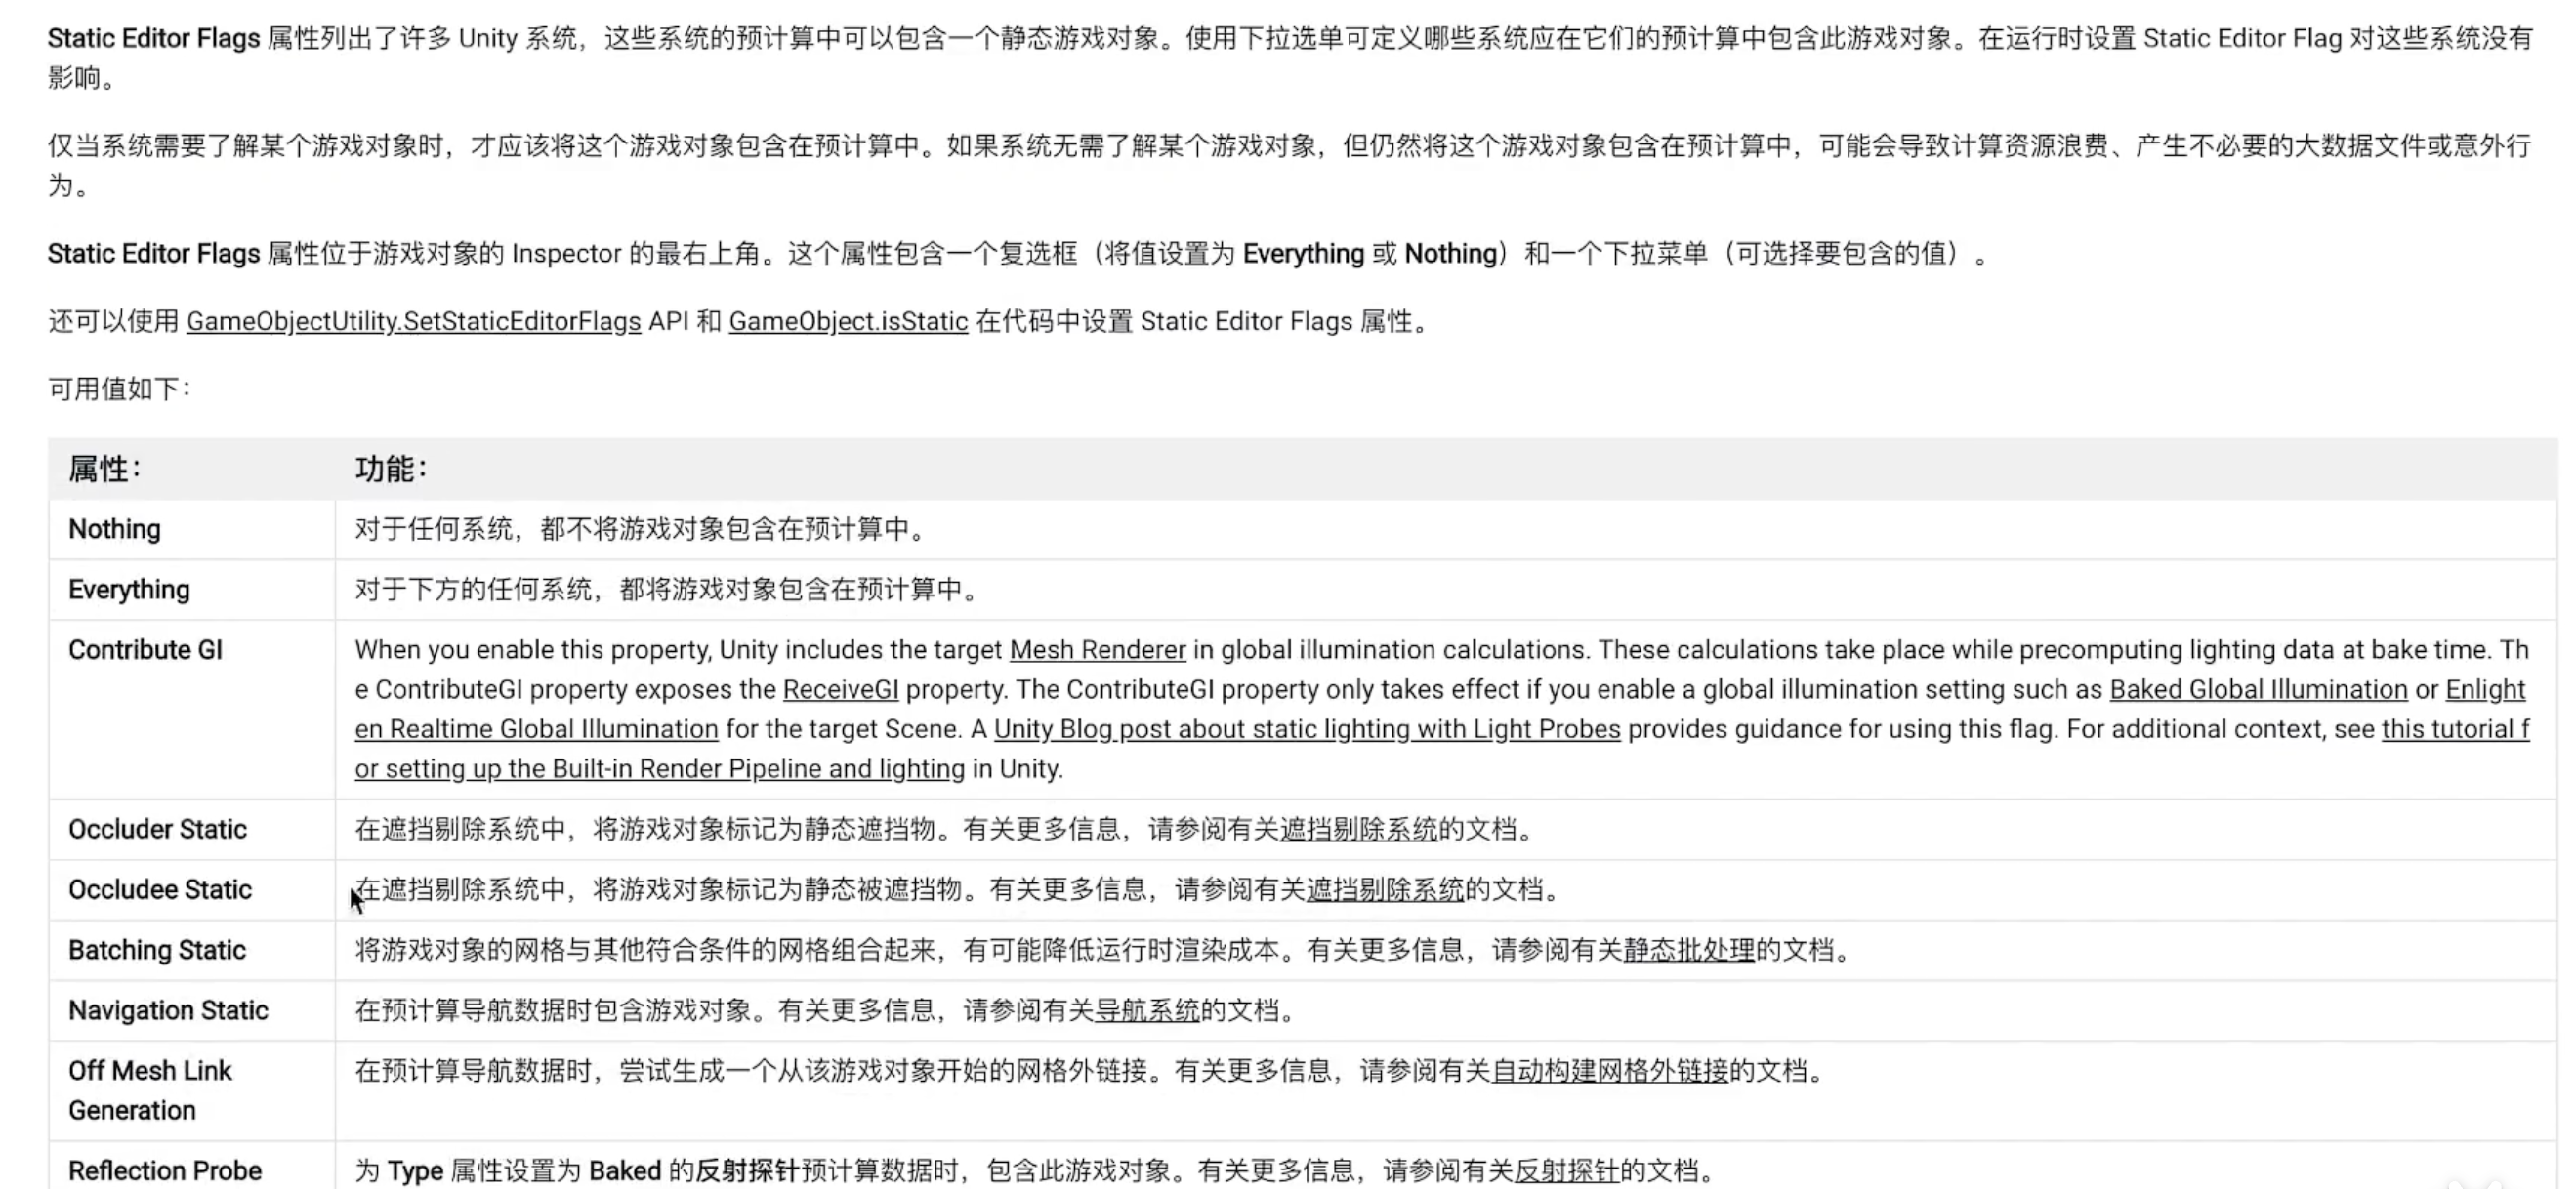 Static Editor Flags 属性列出了许多 Unity 系统，这些系统的预计算中可以包含一个静态游戏对象。使用下拉选单可定义哪些系统应在它们的预计算中包含此游戏对象。在运行时设置 Static Editor Flag 对这些系统没有
影响。
仅当系统需要了解某个游戏对象时，才应该将这个游戏对象包含在预计算中。如果系统无需了解某个游戏对象，但仍然将这个游戏对象包含在预计算中，可能会导致计算资源浪费、产生不必要的大数据文件或意外行
为。
Static Editor Flags 属性位于游戏对象的 Inspector 的最右上角。这个属性包含一个复选框（将值设置为 Everything 或 Nothing）和一个下拉菜单（可选择要包含的值）。
还可以使用 GameObjectUtility.SetStaticEditorFlags API 和 GameObject.isStatic 在代码中设置 Static Editor Flags 属性。
可用值如下：
属性： 功能：
Nothing 对于任何系统，都不将游戏对象包含在预计算中。
Everything 对于下方的任何系统，都将游戏对象包含在预计算中。
Contribute GI When you enable this property, Unity includes the target Mesh Renderer in global illumination calculations. These calculations take place while precomputing lighting data at bake time. Th
e ContributeGI property exposes the ReceiveGI property. The ContributeGI property only takes effect if you enable a global illumination setting such as Baked Global Illumination or Enlight
en Realtime Global Illumination for the target Scene. A Unity Blog post about static lighting with Light Probes provides guidance for using this flag. For additional context, see this tutorial f
or setting up the Built-in Render Pipeline and lighting in Unity.
Occluder Static 在遮挡剔除系统中，将游戏对象标记为静态遮挡物。有关更多信息，请参阅有关遮挡剔除系统的文档。
Occludee Static 在遮挡剔除系统中，将游戏对象标记为静态被遮挡物。有关更多信息，请参阅有关遮挡剔除系统的文档。
Batching Static 将游戏对象的网格与其他符合条件的网格组合起来，有可能降低运行时渲染成本。有关更多信息，请参阅有关静态批处理的文档。
Navigation Static 在预计算导航数据时包含游戏对象。有关更多信息，请参阅有关导航系统的文档。
Off Mesh Link 在预计算导航数据时，尝试生成一个从该游戏对象开始的网格外链接。有关更多信息，请参阅有关自动构建网格外链接的文档。
Generation
Reflection Probe 为 Type 属性设置为 Baked 的反射探针预计算数据时，包含此游戏对象。有关更多信息，请参阅有关反射探针的文档。